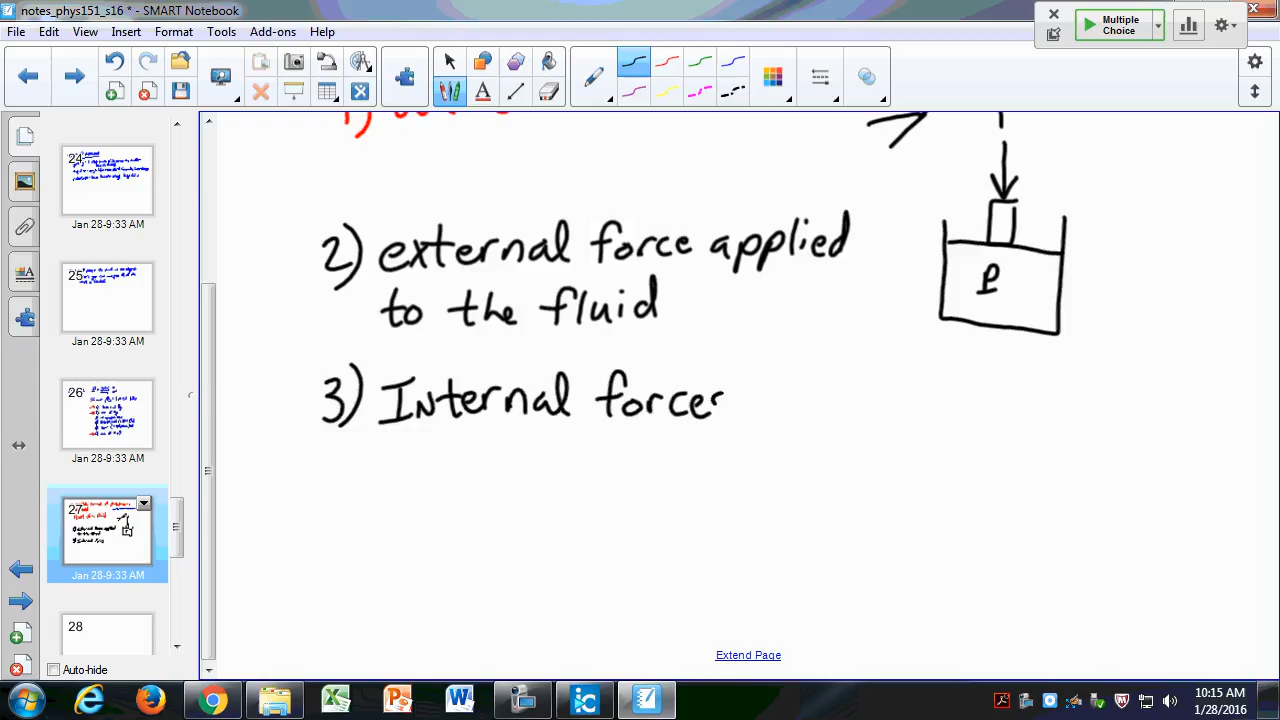 notes_phys151_s16 * - SMART Notebook
Multiple Choice
File Edit View Insert Format Tools Add-ons Help
24
Jan 28-9:33 AM
25
Jan 28-9:33 AM
26
Jan 28-9:33 AM
27
Jan 28-9:33 AM
28
Auto-hide
1)
2) external force applied
to the fluid
P
3) Internal forces
Extend Page
10:15 AM
1/28/2016